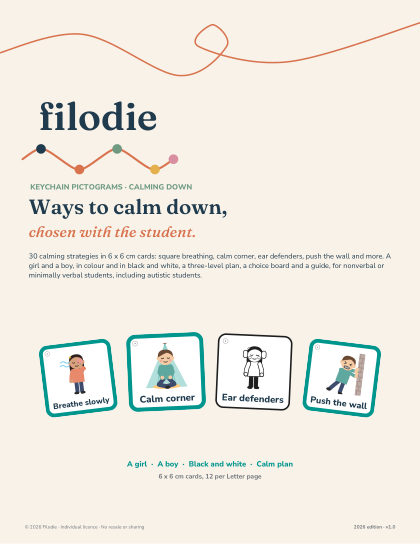 filodie
KEYCHAIN PICTOGRAMS · CALMING DOWN
Ways to calm down,
chosen with the student.
30 calming strategies in 6 x 6 cm cards: square breathing, calm corner, ear defenders, push the wall and more. A
girl and a boy, in colour and in black and white, a three-level plan, a choice board and a guide, for nonverbal or
minimally verbal students, including autistic students.
Breathe slowly
Calm corner
Ear defenders
Push the wall
A girl · A boy · Black and white · Calm plan
6 x 6 cm cards, 12 per Letter page
© 2026 Filodie · Individual licence · No resale or sharing
2026 edition · v1.0